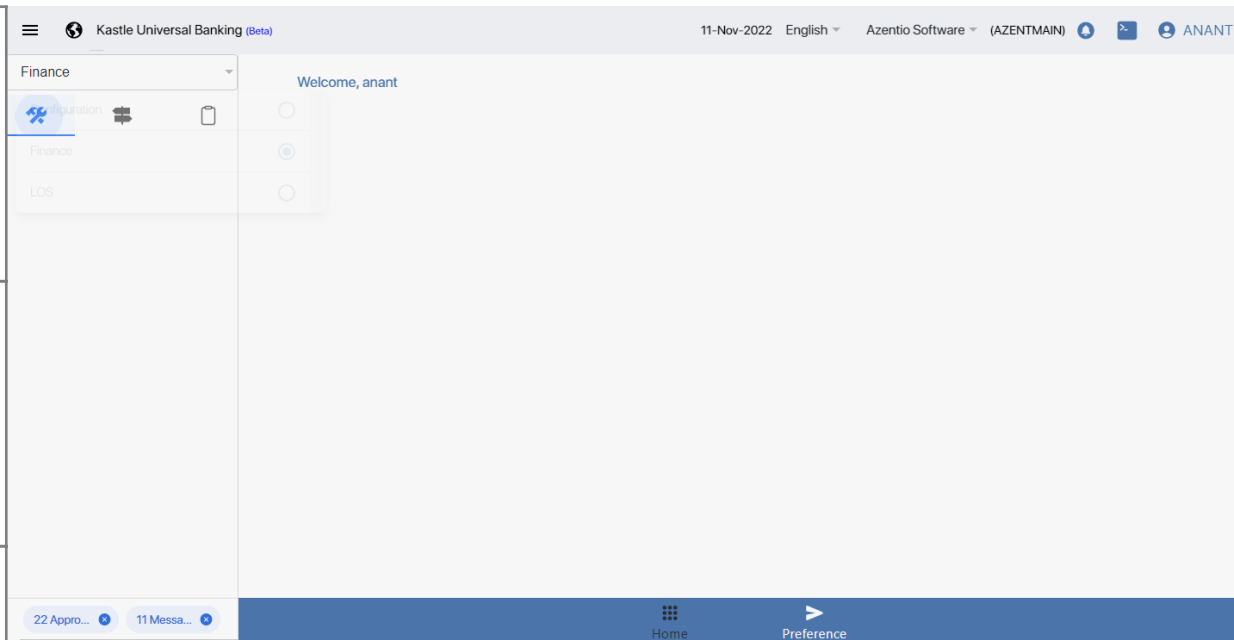 Kastle Universal Banking (Beta)
11-Nov-2022 English Azentio Software (AZENTMAIN) ANANT
Finance
Welcome, anant
Configuration
Finance
LOS
22 Appro... 11 Messa...
Home Preference